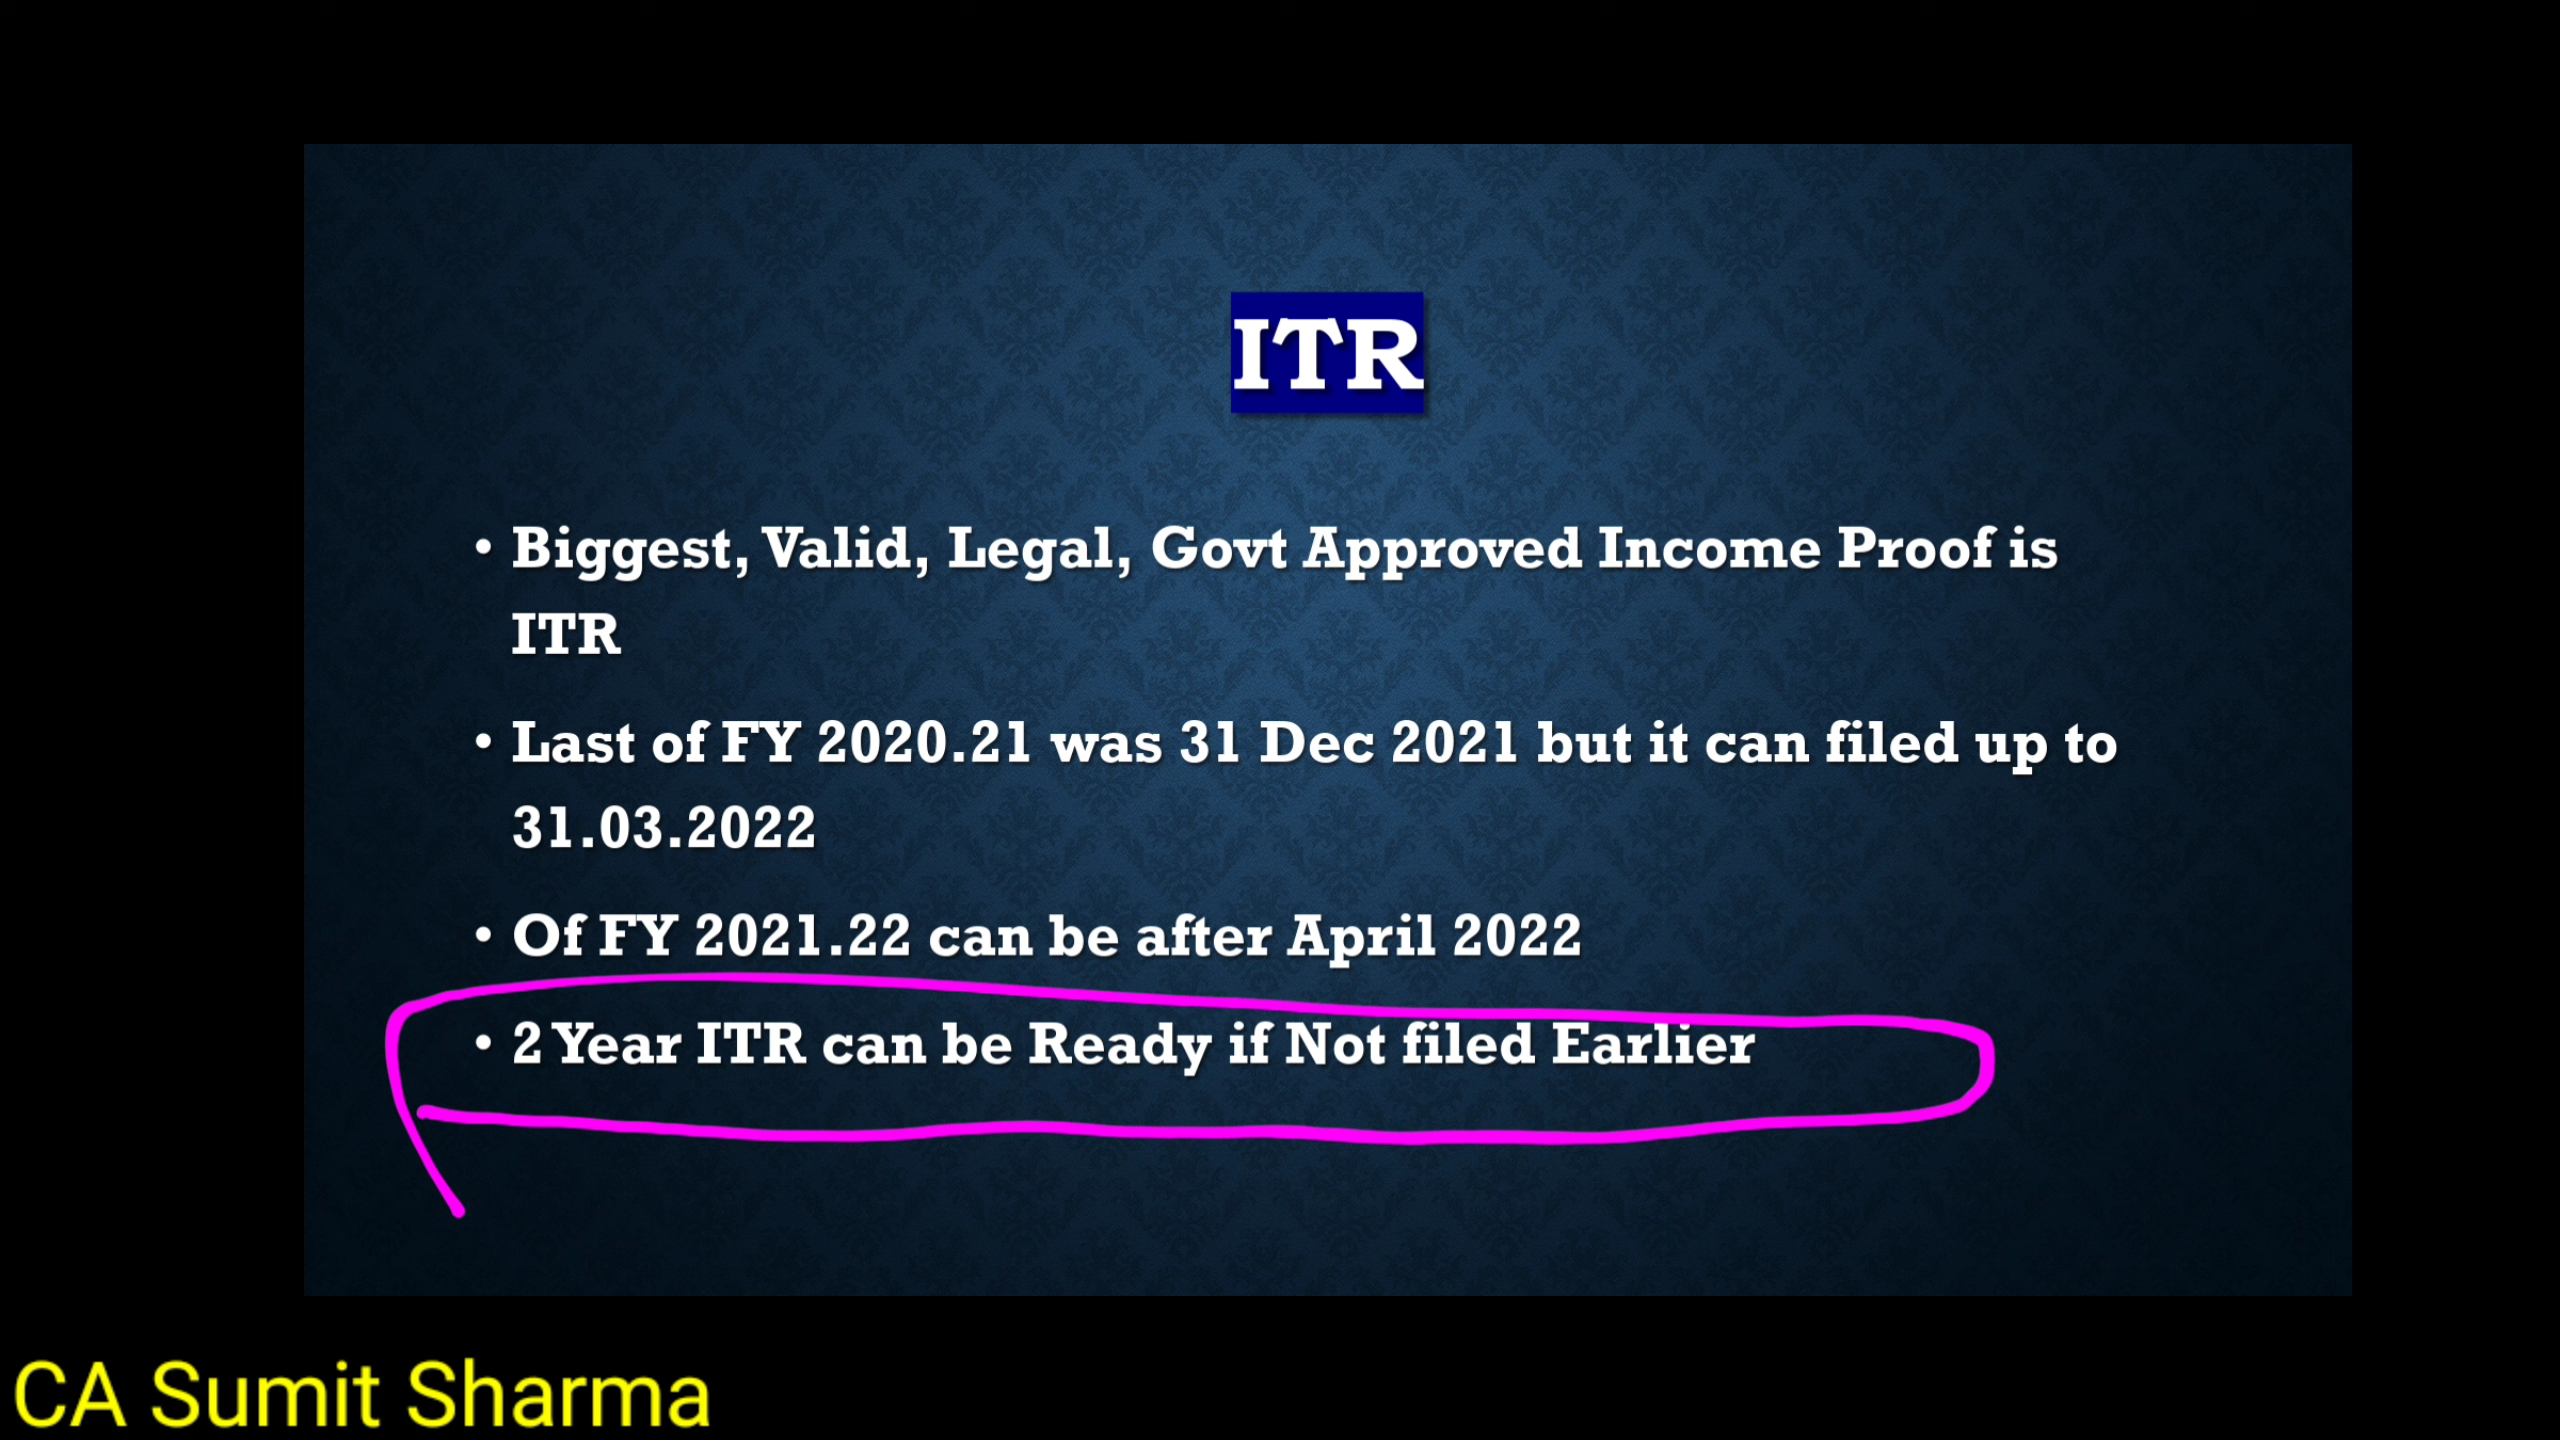 ITR
• Biggest, Valid, Legal, Govt Approved Income Proof is
ITR
• Last of FY 2020.21 was 31 Dec 2021 but it can filed up to
31.03.2022
• Of FY 2021.22 can be after April 2022
• 2 Year ITR can be Ready if Not filed Earlier
CA Sumit Sharma